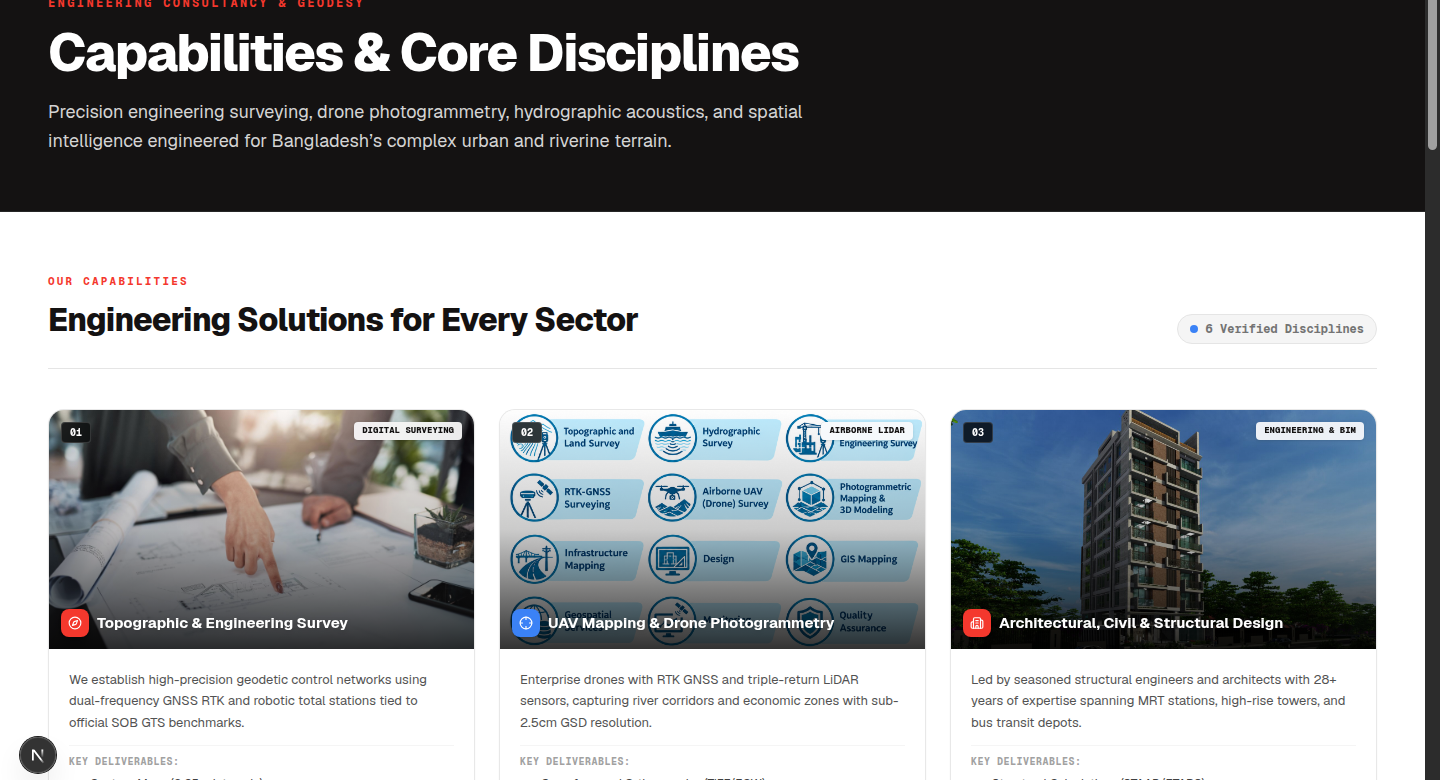 ENGINEERING CONSULTANCY & GEODESY
Capabilities & Core Disciplines
Precision engineering surveying, drone photogrammetry, hydrographic acoustics, and spatial
intelligence engineered for Bangladesh’s complex urban and riverine terrain.
OUR CAPABILITIES
Engineering Solutions for Every Sector
6 Verified Disciplines
01
DIGITAL SURVEYING
Topographic & Engineering Survey
We establish high-precision geodetic control networks using
dual-frequency GNSS RTK and robotic total stations tied to
official SOB GTS benchmarks.
KEY DELIVERABLES:
02
AIRBORNE LIDAR
Topographic and
Land Survey
Hydrographic
Survey
Engineering Survey
RTK-GNSS
Surveying
Airborne UAV
(Drone) Survey
Photogrammetric
Mapping &
3D Modeling
Infrastructure
Mapping
Design
GIS Mapping
Geospatial
Quality
Assurance
UAV Mapping & Drone Photogrammetry
Enterprise drones with RTK GNSS and triple-return LiDAR
sensors, capturing river corridors and economic zones with sub-
2.5cm GSD resolution.
KEY DELIVERABLES:
03
ENGINEERING & BIM
Architectural, Civil & Structural Design
Led by seasoned structural engineers and architects with 28+
years of expertise spanning MRT stations, high-rise towers, and
bus transit depots.
KEY DELIVERABLES:
N